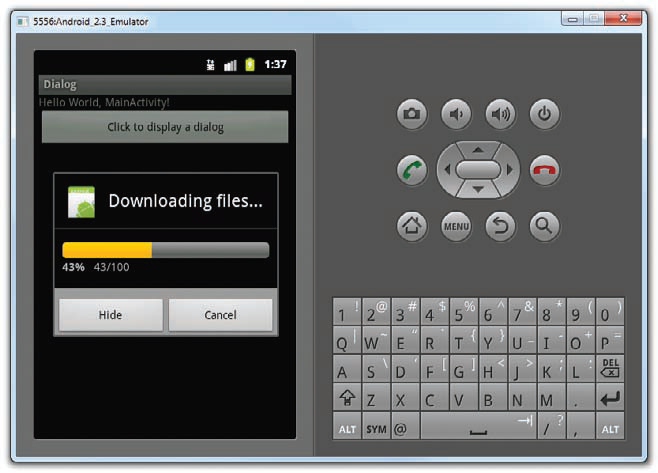 5556:Android_2.3_Emulator
1:37
Dialog
Hello World, MainActivity!
Click to display a dialog
Downloading files...
43% 43/100
Hide Cancel
MENU
1 ! 2 @ 3 # 4 $ 5 % 6 ^ 7 & 8 * 9 ( 0 )
Q | W ~ E " R ` T { Y } U _ I - O + P =
A S \ D ' F [ G ] H < J > K ; L : DEL
Z X C V B N M .
ALT SYM @ / ? , ALT